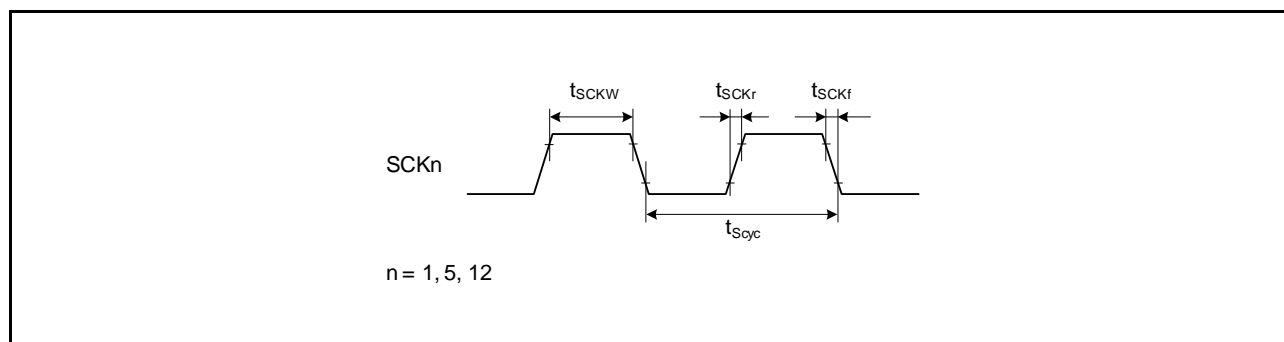 tSCKW tSCKr tSCKf
SCKn
tScyc
n = 1, 5, 12